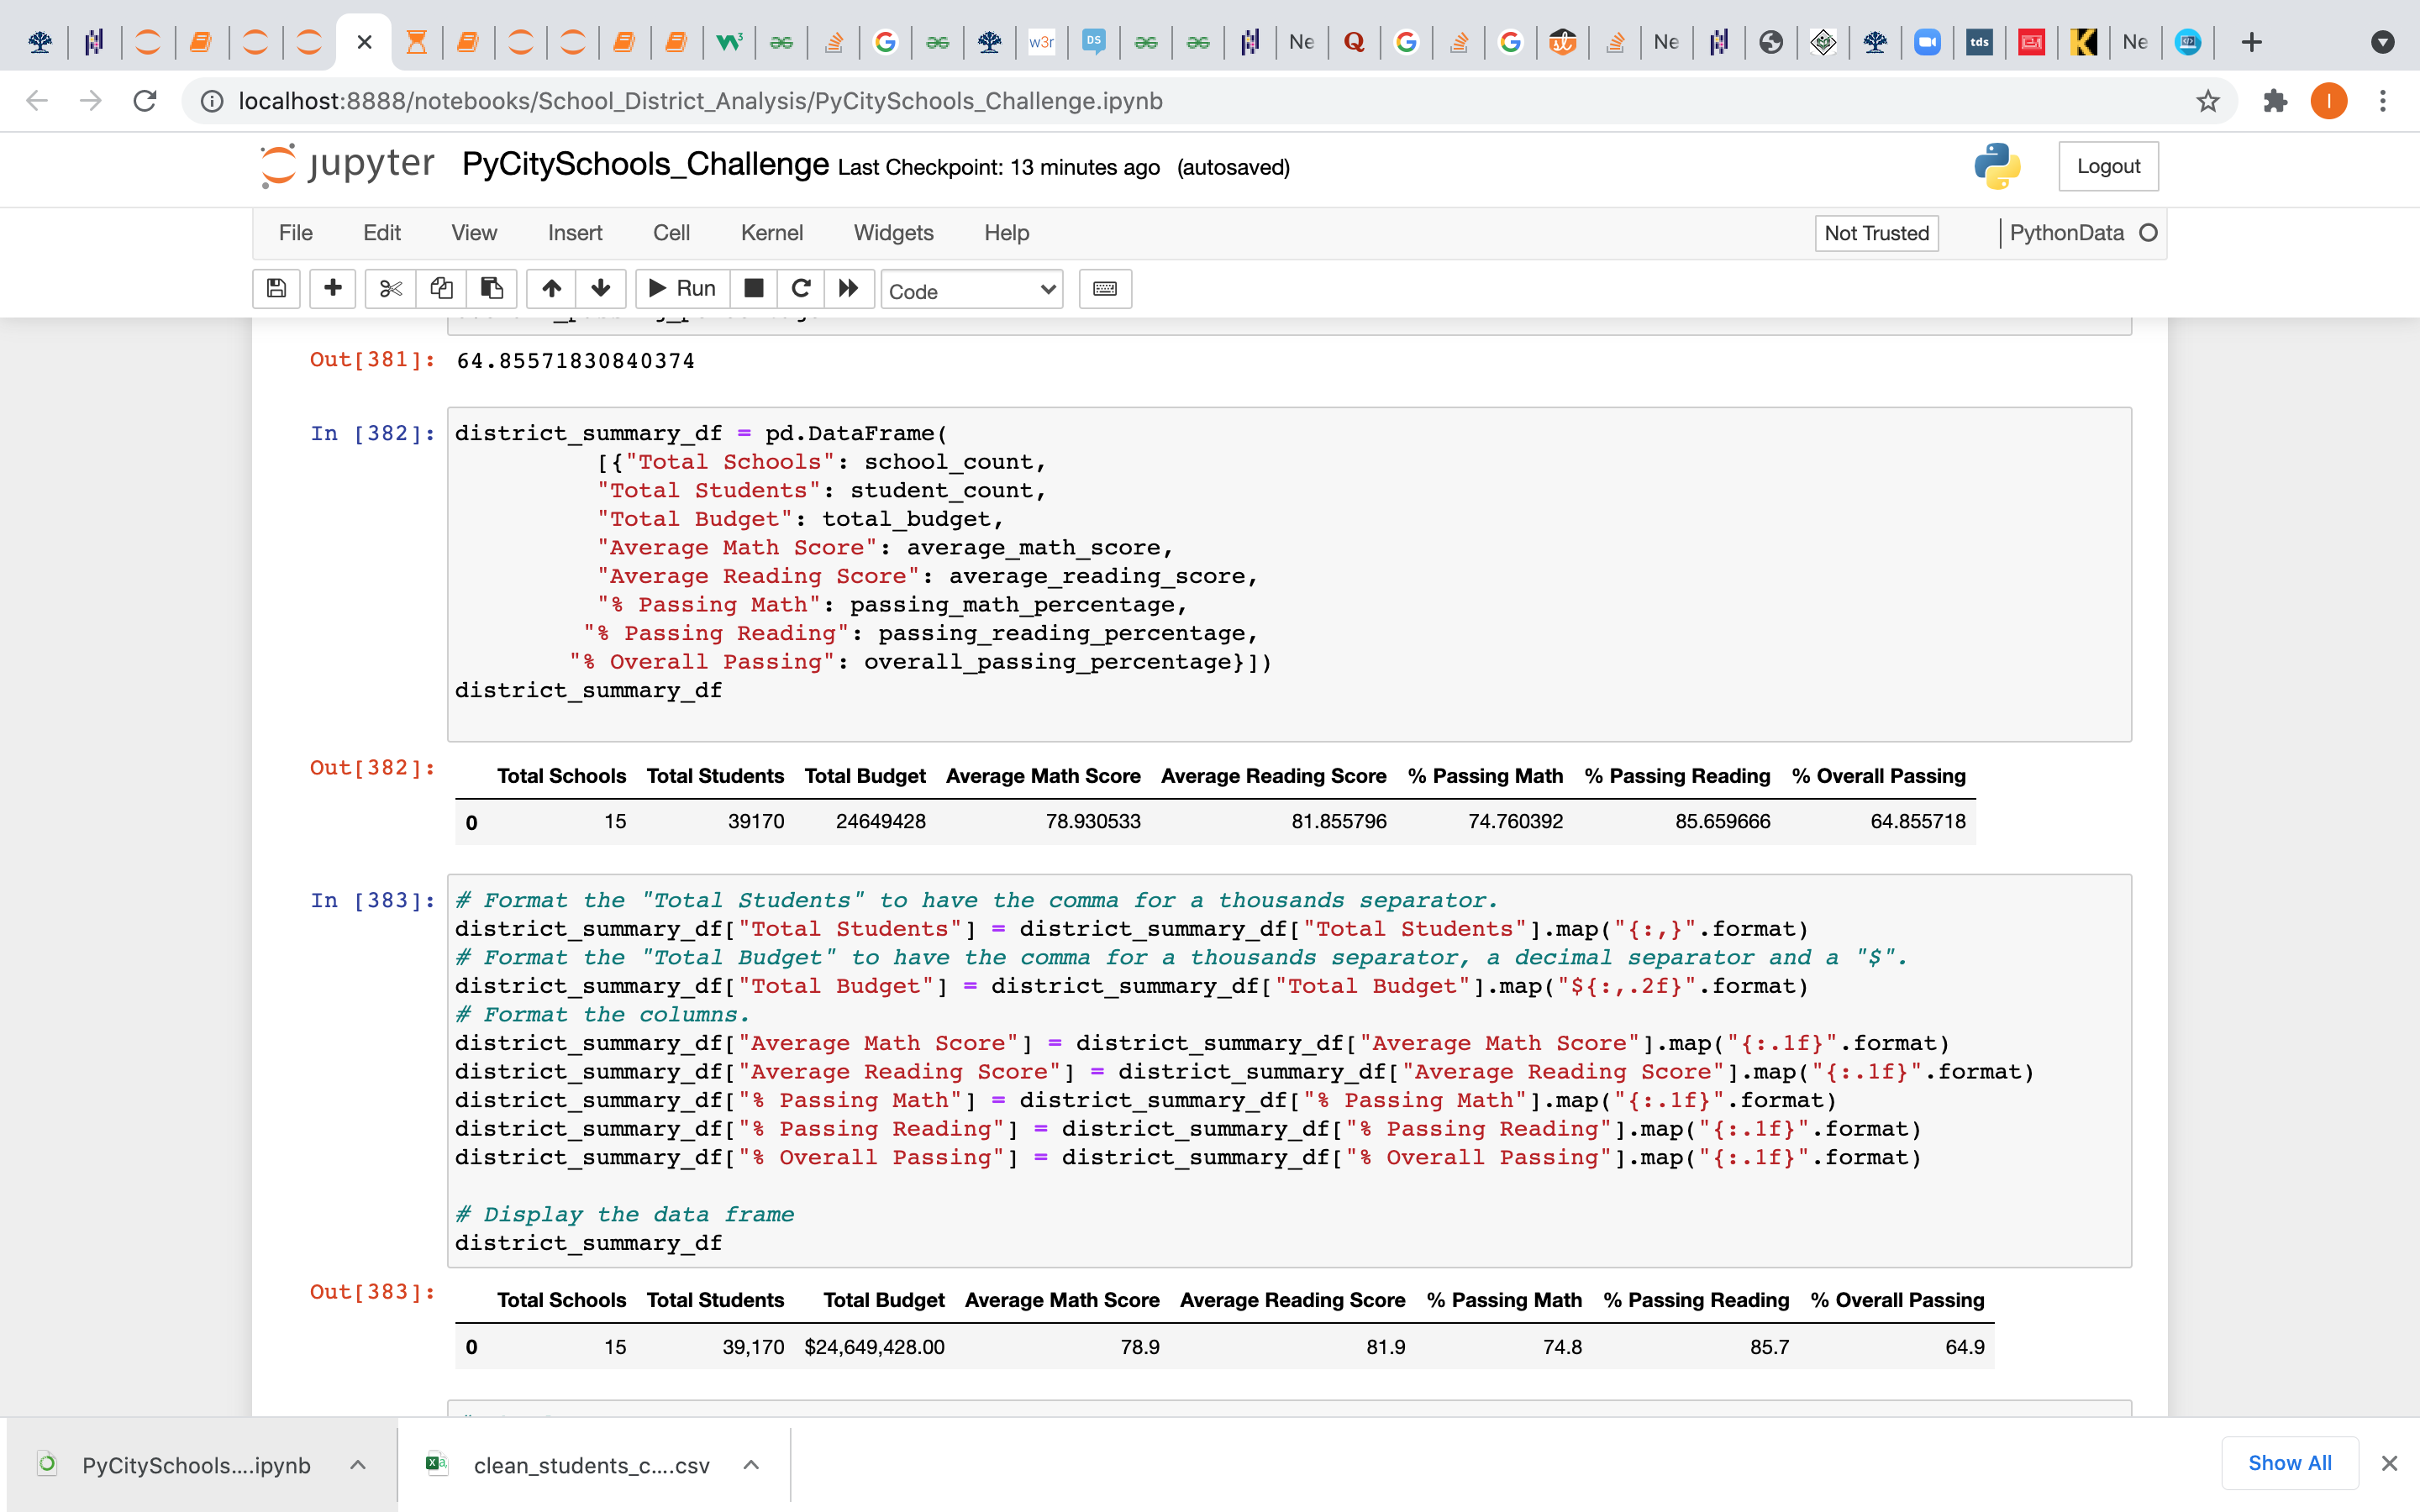 w3r
DS
Ne
Q
Ne
tds
K
Ne
localhost:8888/notebooks/School_District_Analysis/PyCitySchools_Challenge.ipynb
I
jupyter PyCitySchools_Challenge Last Checkpoint: 13 minutes ago (autosaved)
Logout
File Edit View Insert Cell Kernel Widgets Help Not Trusted PythonData
Run Code
Out[381]: 64.85571830840374
In [382]: district_summary_df = pd.DataFrame(
[{"Total Schools": school_count,
"Total Students": student_count,
"Total Budget": total_budget,
"Average Math Score": average_math_score,
"Average Reading Score": average_reading_score,
"% Passing Math": passing_math_percentage,
"% Passing Reading": passing_reading_percentage,
"% Overall Passing": overall_passing_percentage}])
district_summary_df
Out[382]: Total Schools Total Students Total Budget Average Math Score Average Reading Score % Passing Math % Passing Reading % Overall Passing
0 15 39170 24649428 78.930533 81.855796 74.760392 85.659666 64.855718
In [383]: # Format the "Total Students" to have the comma for a thousands separator.
district_summary_df["Total Students"] = district_summary_df["Total Students"].map("{:,}".format)
# Format the "Total Budget" to have the comma for a thousands separator, a decimal separator and a "$".
district_summary_df["Total Budget"] = district_summary_df["Total Budget"].map("${:,.2f}".format)
# Format the columns.
district_summary_df["Average Math Score"] = district_summary_df["Average Math Score"].map("{:.1f}".format)
district_summary_df["Average Reading Score"] = district_summary_df["Average Reading Score"].map("{:.1f}".format)
district_summary_df["% Passing Math"] = district_summary_df["% Passing Math"].map("{:.1f}".format)
district_summary_df["% Passing Reading"] = district_summary_df["% Passing Reading"].map("{:.1f}".format)
district_summary_df["% Overall Passing"] = district_summary_df["% Overall Passing"].map("{:.1f}".format)
# Display the data frame
district_summary_df
Out[383]: Total Schools Total Students Total Budget Average Math Score Average Reading Score % Passing Math % Passing Reading % Overall Passing
0 15 39,170 $24,649,428.00 78.9 81.9 74.8 85.7 64.9
PyCitySchools....ipynb
clean_students_c....csv
Show All